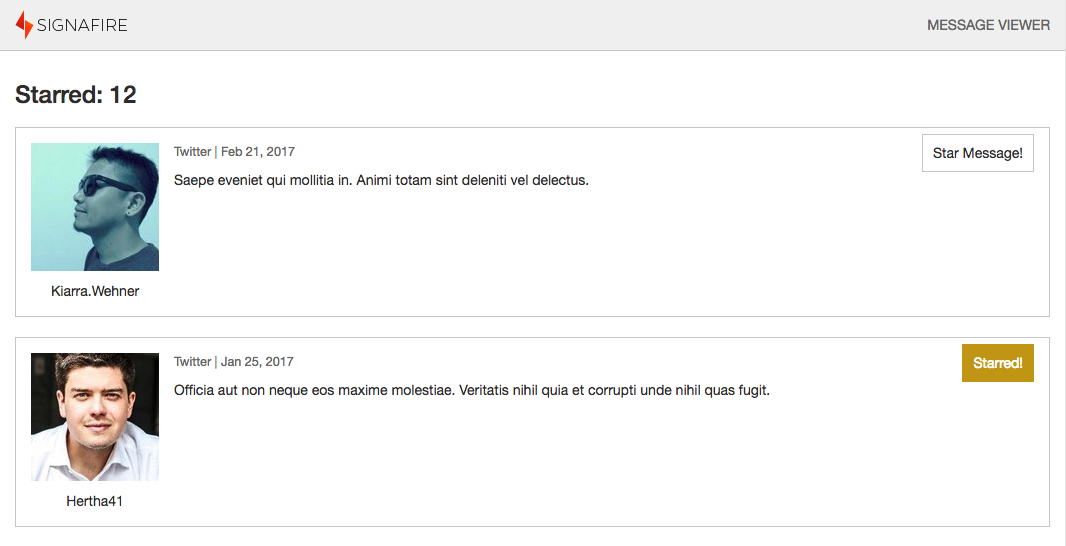 SIGNAFIRE
MESSAGE VIEWER
Starred: 12
Twitter | Feb 21, 2017
Star Message!
Saepe eveniet qui mollitia in. Animi totam sint deleniti vel delectus.
Kiarra.Wehner
Twitter | Jan 25, 2017
Starred!
Officia aut non neque eos maxime molestiae. Veritatis nihil quia et corrupti unde nihil quas fugit.
Hertha41